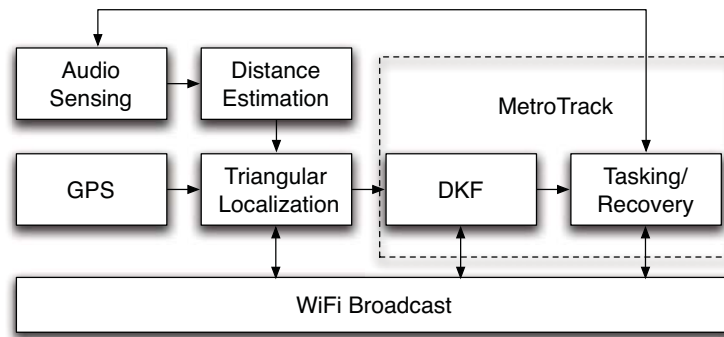 Audio
Sensing
Distance
Estimation
MetroTrack
GPS
Triangular
Localization
DKF
Tasking/
Recovery
WiFi Broadcast